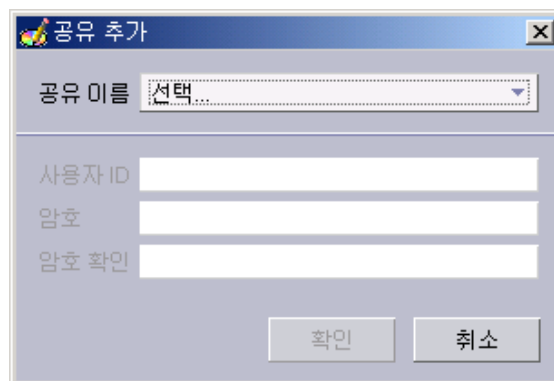 공유 추가
공유 이름 선택...
사용자 ID
암호
암호 확인
확인 취소